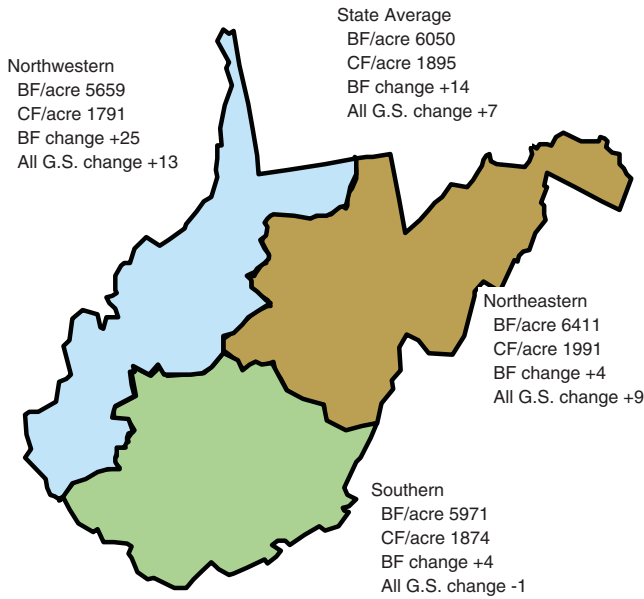 State Average
BF/acre 6050
CF/acre 1895
BF change +14
All G.S. change +7
Northwestern
BF/acre 5659
CF/acre 1791
BF change +25
All G.S. change +13
Northeastern
BF/acre 6411
CF/acre 1991
BF change +4
All G.S. change +9
Southern
BF/acre 5971
CF/acre 1874
BF change +4
All G.S. change -1